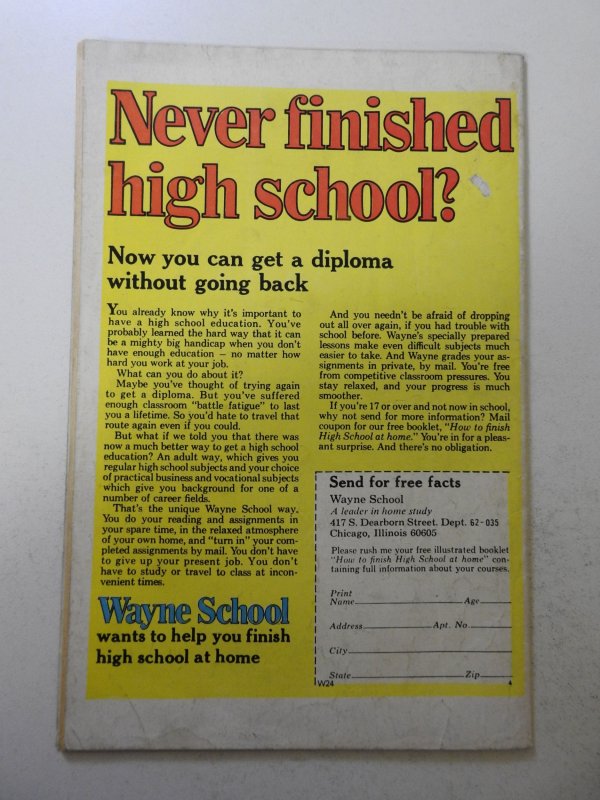 Never finished
high school?
Now you can get a diploma
without going back
You already know why it's important to
have a high school education. You've
probably learned the hard way that it can
be a mighty big handicap when you don't
have enough education – no matter how
hard you work at your job.
What can you do about it?
Maybe you've thought of trying again
to get a diploma. But you've suffered
enough classroom "battle fatigue" to last
you a lifetime. So you'd hate to travel that
route again even if you could.
But what if we told you that there was
now a much better way to get a high school
education? An adult way, which gives you
regular high school subjects and your choice
of practical business and vocational subjects
which give you background for one of a
number of career fields.
That's the unique Wayne School way.
You do your reading and assignments in
your spare time, in the relaxed atmosphere
of your own home, and "turn in" your com-
pleted assignments by mail. You don't have
to give up your present job. You don't
have to study or travel to class at incon-
venient times.
Wayne School
wants to help you finish
high school at home
And you needn't be afraid of dropping
out all over again, if you had trouble with
school before. Wayne's specially prepared
lessons make even difficult subjects much
easier to take. And Wayne grades your as-
signments in private, by mail. You're free
from competitive classroom pressures. You
stay relaxed, and your progress is much
smoother.
If you're 17 or over and not now in school,
why not send for more information? Mail
coupon for our free booklet, "How to finish
High School at home." You're in for a pleas-
ant surprise. And there's no obligation.
Send for free facts
Wayne School
A leader in home study
417 S. Dearborn Street. Dept. 62-035
Chicago, Illinois 60605
Please rush me your free illustrated booklet
"How to finish High School at home" con-
taining full information about your courses.
Print
Name Age
Address Apt. No.
City
State Zip
W24 4